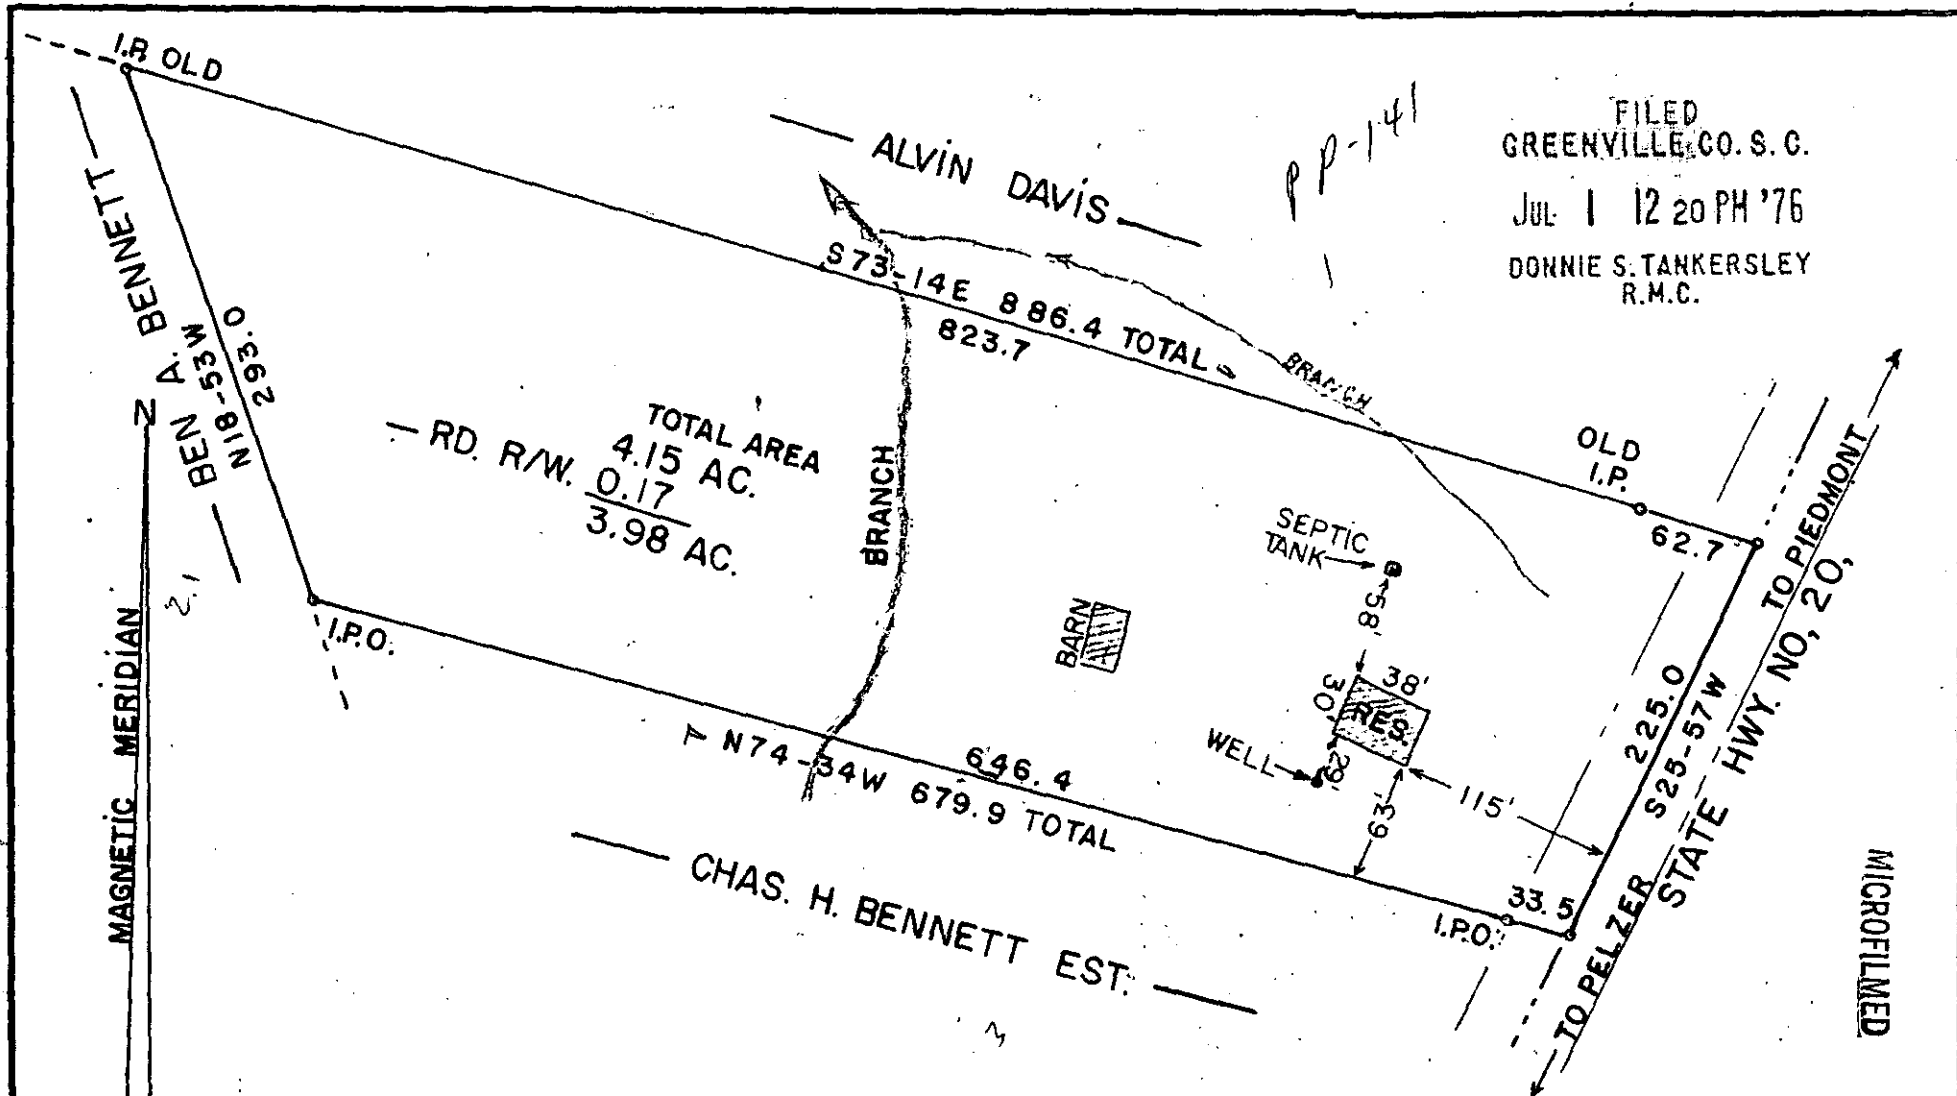 I.P. OLD
— ALVIN DAVIS —
PP-141
FILED
GREENVILLE CO. S. C.
JUL 1 12 20 PM '76
DONNIE S. TANKERSLEY
R.M.C.
— BEN A. BENNETT —
N18-53W
293.0
S73-14E 886.4 TOTAL
823.7
BRANCH
TOTAL AREA
4.15 AC.
— RD. R/W. 0.17
3.98 AC.
BRANCH
OLD
I.P.
62.7
SEPTIC
TANK
58'
BARN
38'
30'
RES.
WELL
29'
63'
115'
225.0
S25-57W
TO PIEDMONT
STATE HWY. NO, 20,
TO PELZER
N
MAGNETIC MERIDIAN
2.1
I.P.O.
N74-34W 679.9 TOTAL
646.4
33.5
I.P.O.
— CHAS. H. BENNETT EST. —
MICROFILMED